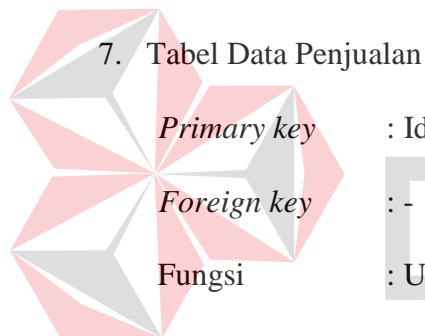 7. Tabel Data Penjualan
Primary key : Id
Foreign key : -
Fungsi : U